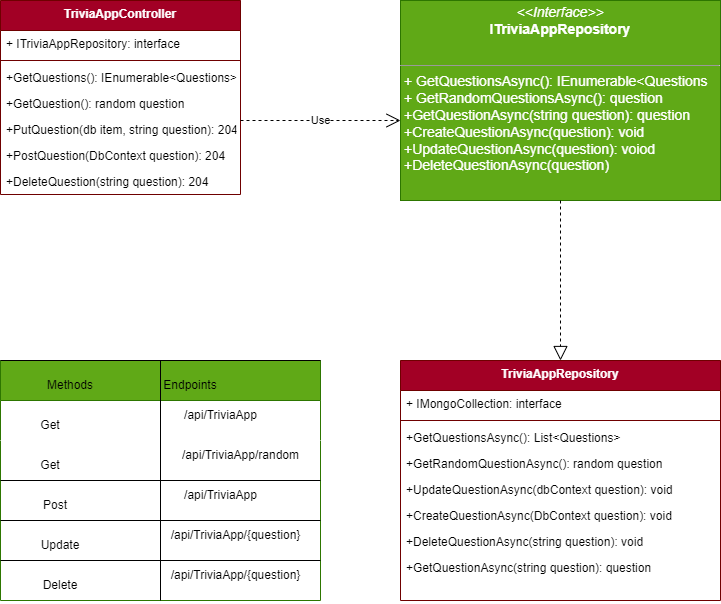 TriviaAppController
+ ITriviaAppRepository: interface
+GetQuestions(): IEnumerable<Questions>
+GetQuestion(): random question
+PutQuestion(db item, string question): 204
+PostQuestion(DbContext question): 204
+DeleteQuestion(string question): 204
Use
<<Interface>>
ITriviaAppRepository
+ GetQuestionsAsync(): IEnumerable<Questions
+ GetRandomQuestionsAsync(): question
+GetQuestionAsync(string question): question
+CreateQuestionAsync(question): void
+UpdateQuestionAsync(question): voiod
+DeleteQuestionAsync(question)
Methods Endpoints
Get /api/TriviaApp
Get /api/TriviaApp/random
Post /api/TriviaApp
Update /api/TriviaApp/{question}
Delete /api/TriviaApp/{question}
TriviaAppRepository
+ IMongoCollection: interface
+GetQuestionsAsync(): List<Questions>
+GetRandomQuestionAsync(): random question
+UpdateQuestionAsync(dbContext question): void
+CreateQuestionAsync(DbContext question): void
+DeleteQuestionAsync(string question): void
+GetQuestionAsync(string question): question